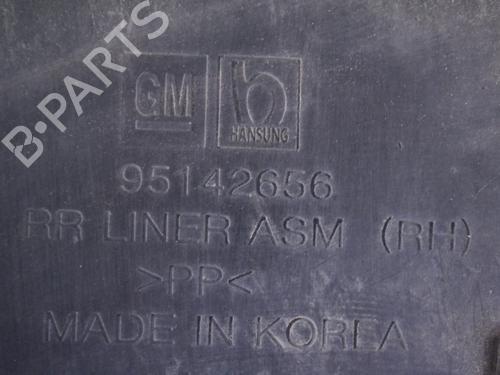 B-PARTS
GM
HANSUNG
95142656
RR LINER ASM (RH)
>PP<
MADE IN KOREA